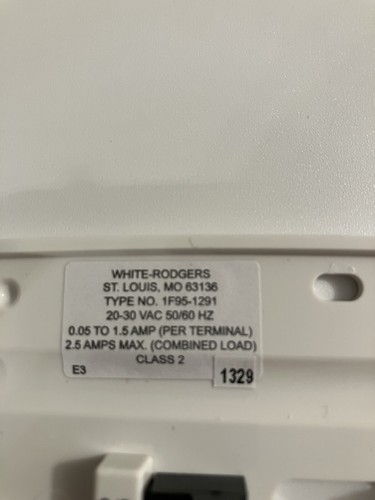 WHITE-RODGERS
ST. LOUIS, MO 63136
TYPE NO. 1F95-1291
20-30 VAC 50/60 HZ
0.05 TO 1.5 AMP (PER TERMINAL)
2.5 AMPS MAX. (COMBINED LOAD)
CLASS 2
E3
1329